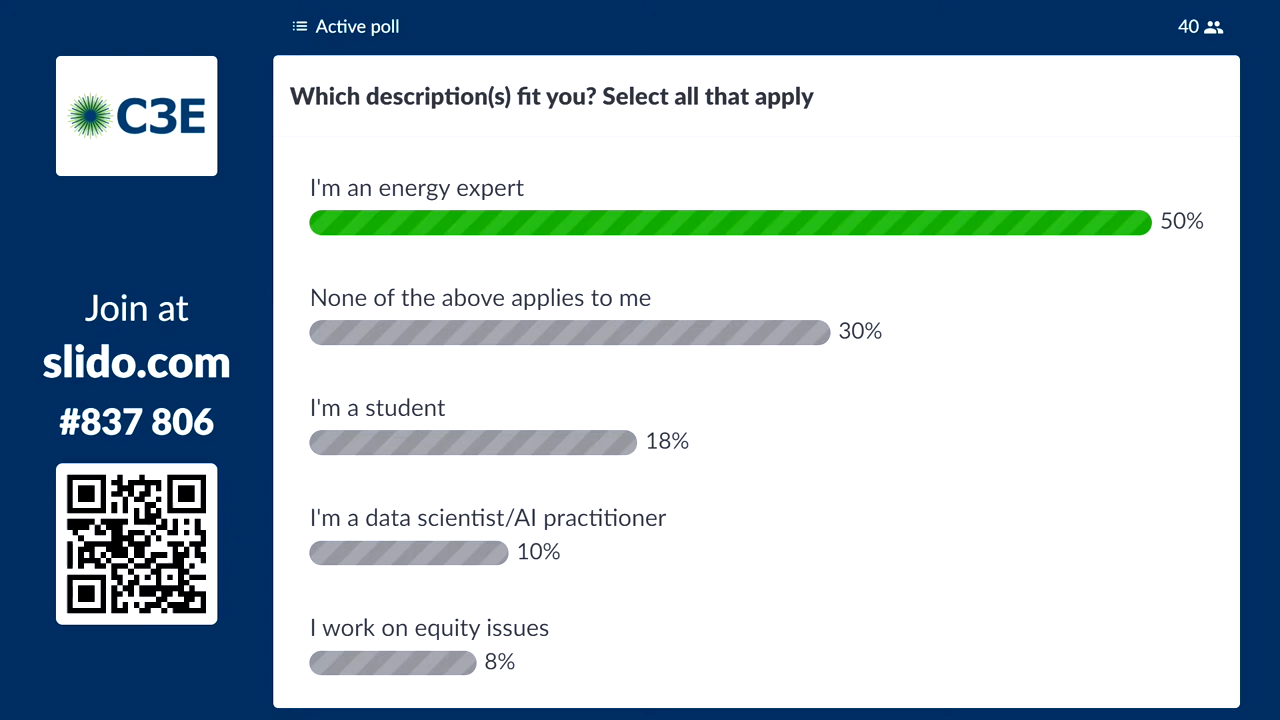 Active poll
40
C3E
Which description(s) fit you? Select all that apply
I'm an energy expert
50%
None of the above applies to me
30%
I'm a student
18%
I'm a data scientist/AI practitioner
10%
I work on equity issues
8%
Join at
slido.com
#837 806